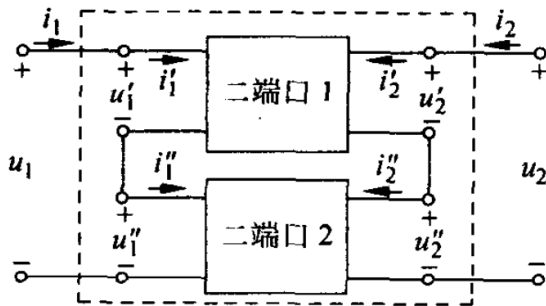 i₁ i₂
+ + + +
i₁′ 二端口 1 i₂′
u₁′ u₂′
− −
u₁ i₁″ i₂″ u₂
+ +
u₁″ 二端口 2 u₂″
− − − −